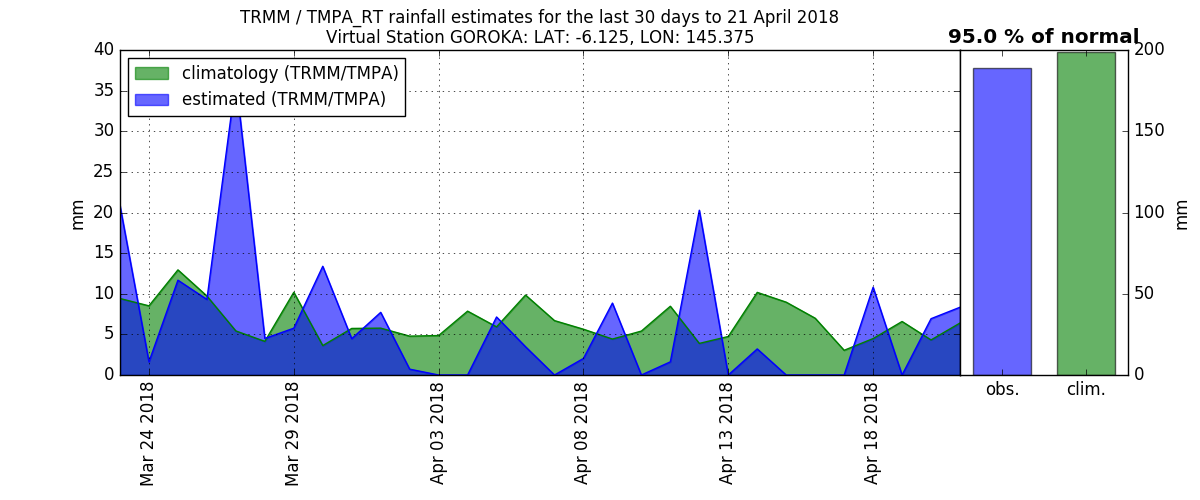 TRMM / TMPA_RT rainfall estimates for the last 30 days to 21 April 2018
Virtual Station GOROKA: LAT: -6.125, LON: 145.375
95.0 % of normal
climatology (TRMM/TMPA)
estimated (TRMM/TMPA)
40
35
30
25
20
15
10
5
0
mm
200
150
100
50
0
mm
Mar 24 2018
Mar 29 2018
Apr 03 2018
Apr 08 2018
Apr 13 2018
Apr 18 2018
obs.
clim.